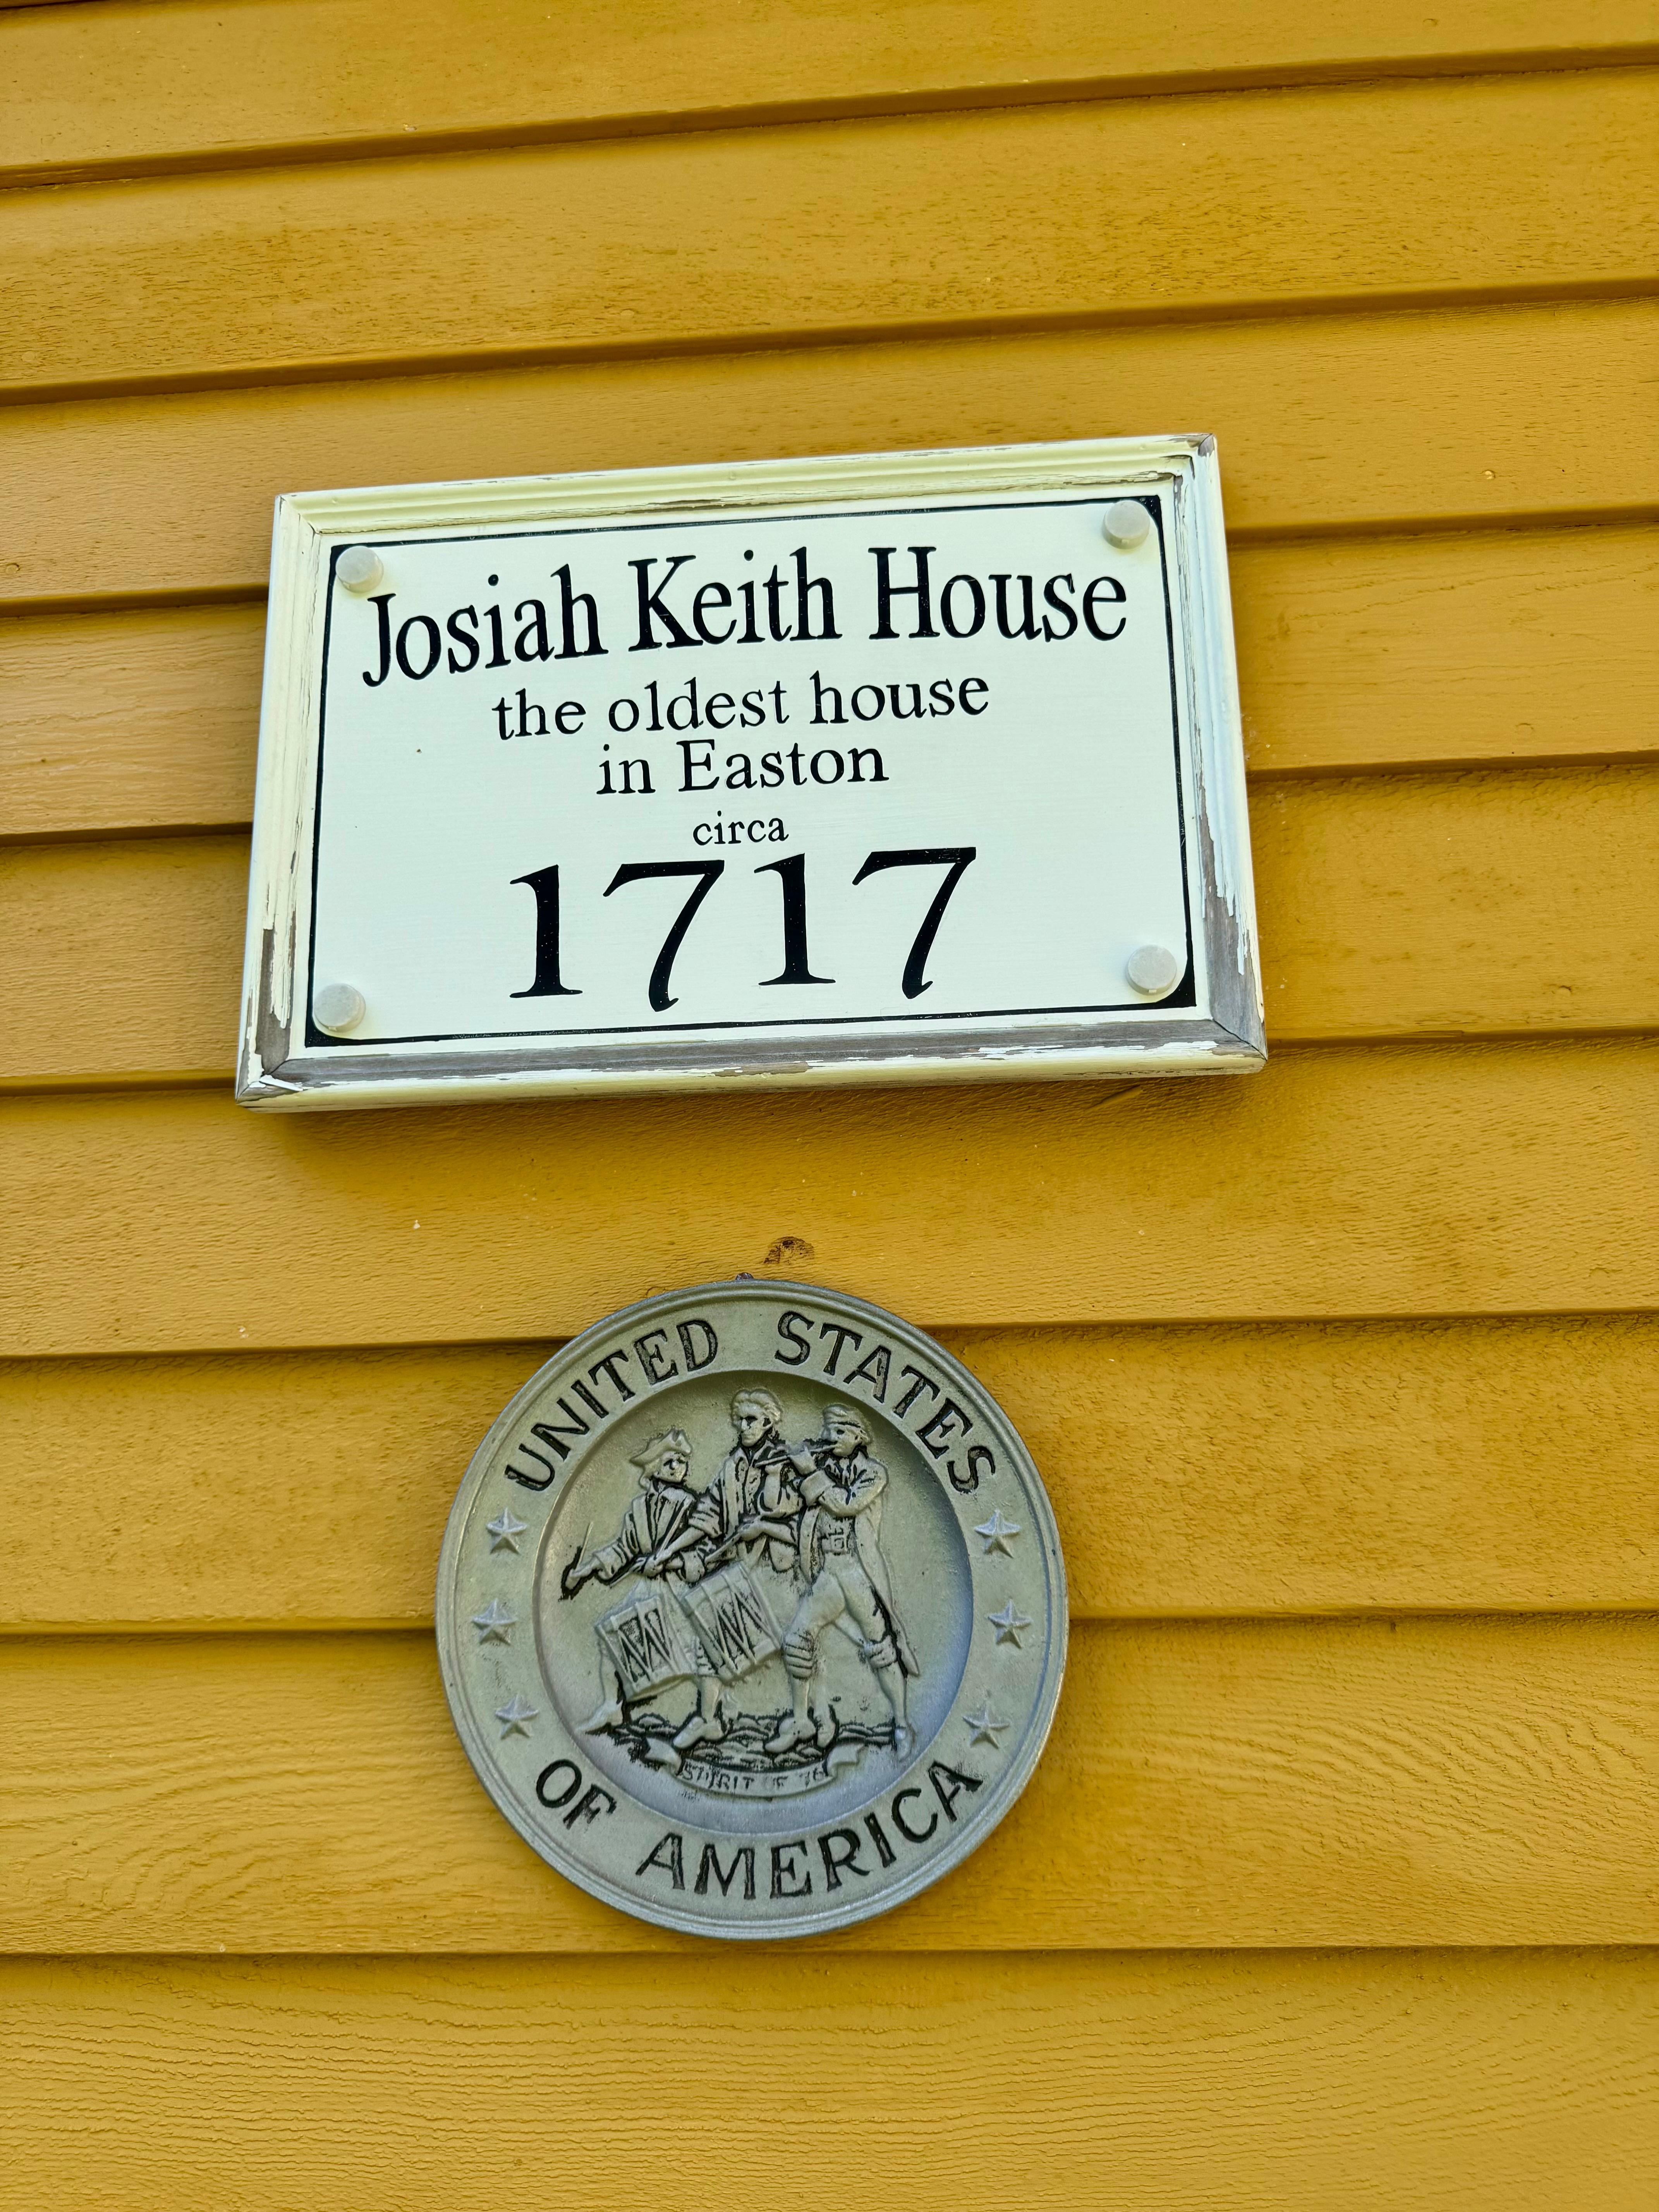 Josiah Keith House
the oldest house
in Easton
circa
1717
UNITED STATES
SPIRIT OF '76
OF AMERICA